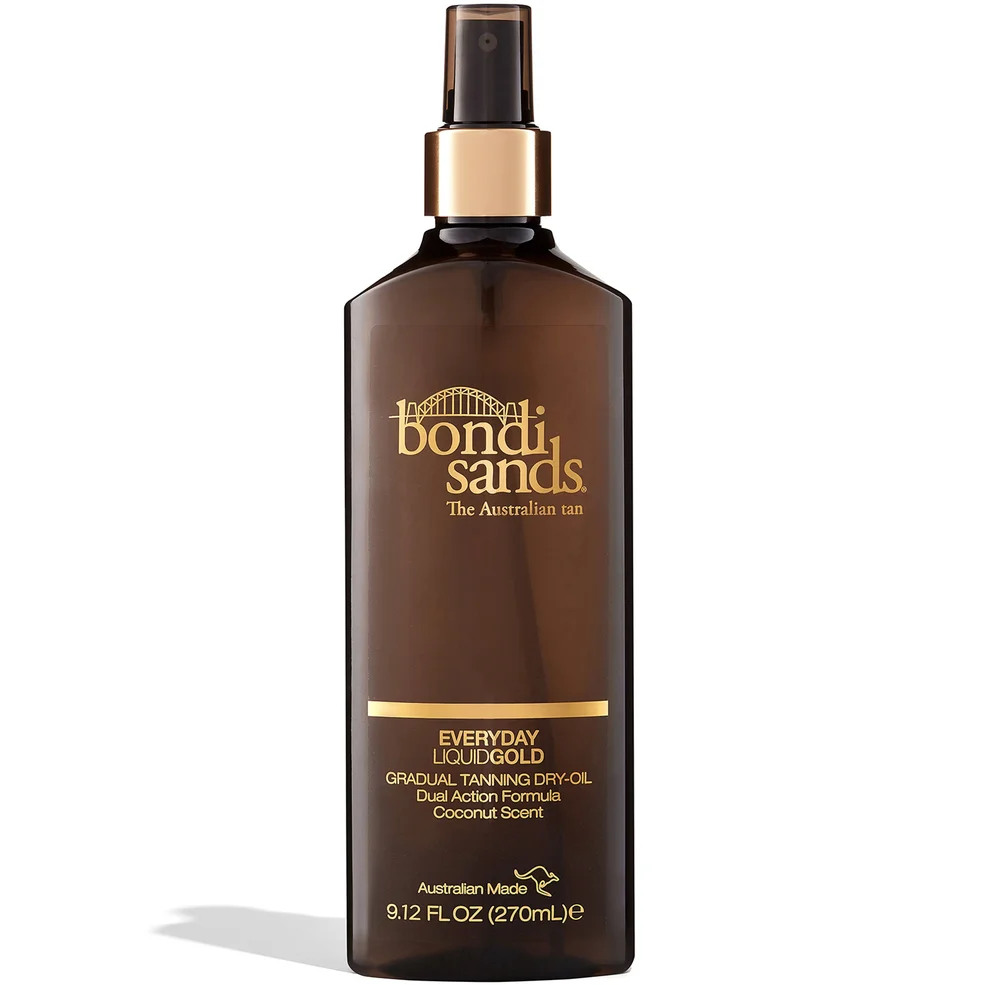 bondi
sands®
The Australian tan
EVERYDAY
LIQUIDGOLD
GRADUAL TANNING DRY-OIL
Dual Action Formula
Coconut Scent
Australian Made
9.12 FL OZ (270mL)℮